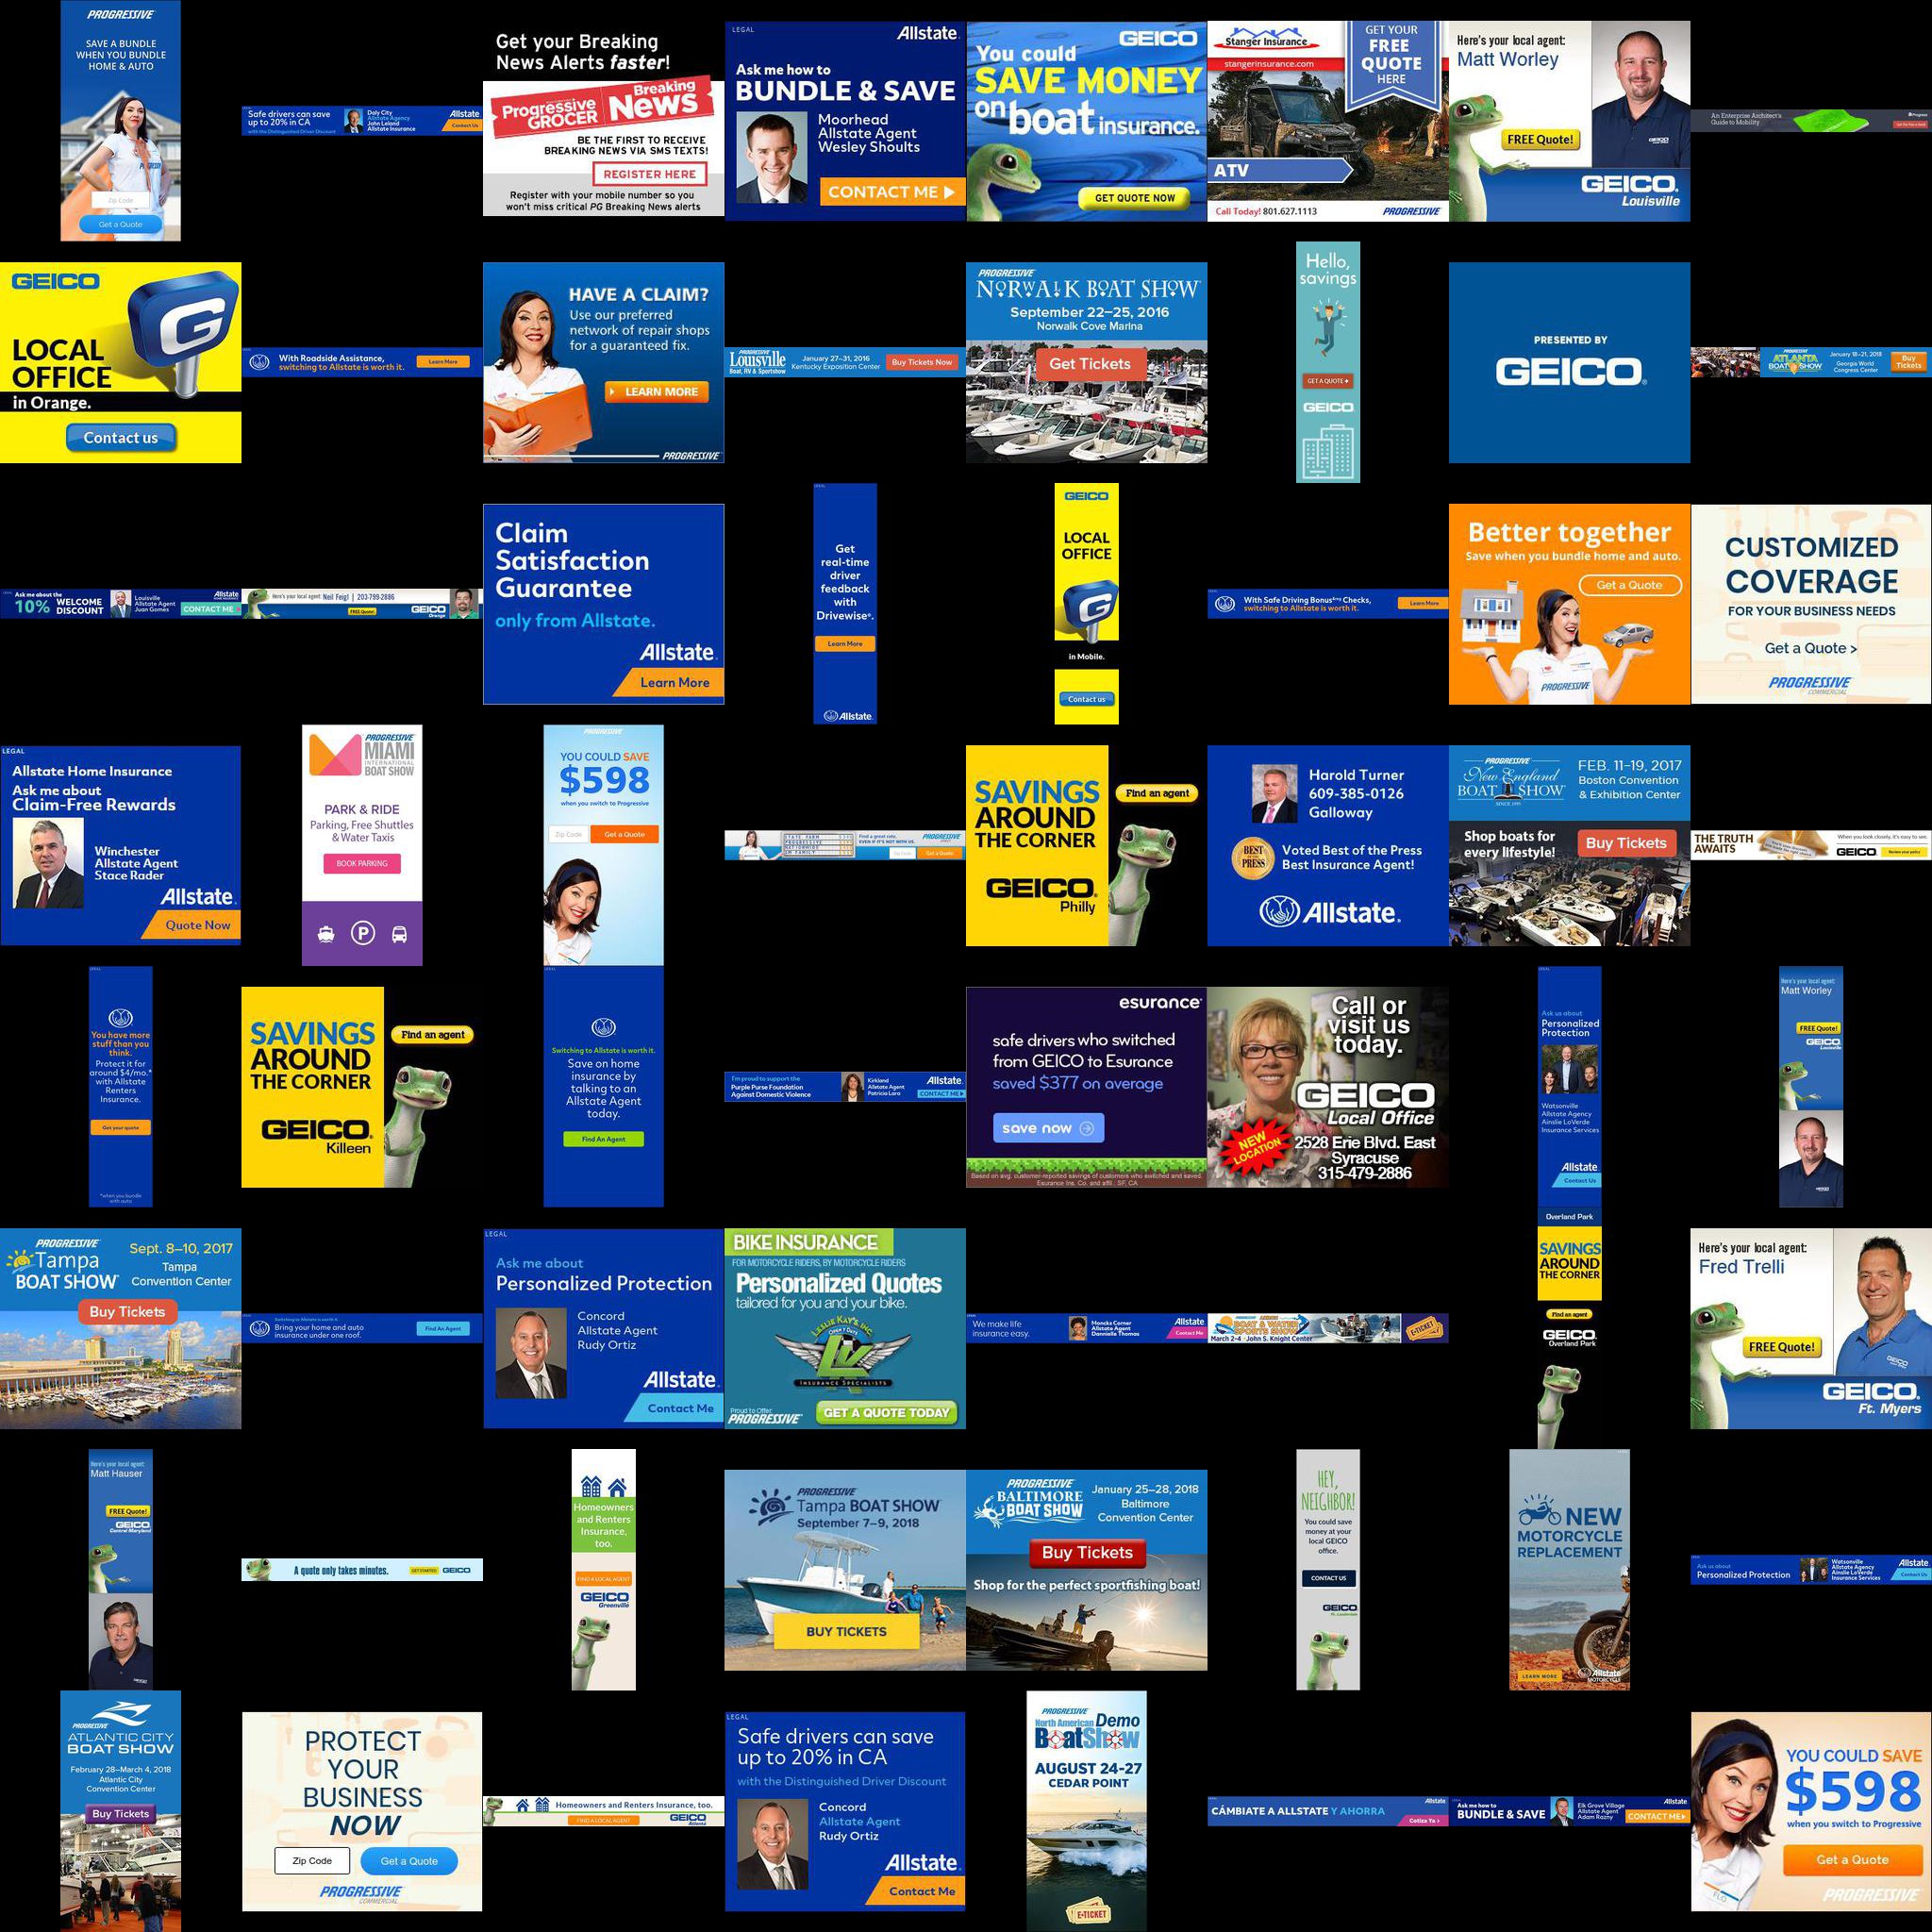 PROGRESSIVE
SAVE A BUNDLE
WHEN YOU BUNDLE
HOME & AUTO
Zip Code
Get a Quote
Safe drivers can save
up to 20% in CA
with the Distinguished Driver Discount
Daly City
Allstate Agency
John Leland
Allstate Insurance
Allstate
Contact Us
Get your Breaking
News Alerts faster!
Progressive
GROCER
Breaking
News
BE THE FIRST TO RECEIVE
BREAKING NEWS VIA SMS TEXTS!
REGISTER HERE
Register with your mobile number so you
won't miss critical PG Breaking News alerts
LEGAL
Allstate.
Ask me how to
BUNDLE & SAVE
Moorhead
Allstate Agent
Wesley Shoults
CONTACT ME
GEICO
You could
SAVE MONEY
on boat insurance.
GET QUOTE NOW
Stanger Insurance
stangerinsurance.com
GET YOUR
FREE
QUOTE
HERE
ATV
Call Today! 801.627.1113
PROGRESSIVE
Here's your local agent:
Matt Worley
FREE Quote!
GEICO.
Louisville
An Enterprise Architect's
Guide to Mobility
Progress
GEICO
LOCAL
OFFICE
in Orange.
Contact us
With Roadside Assistance,
switching to Allstate is worth it.
Learn More
HAVE A CLAIM?
Use our preferred
network of repair shops
for a guaranteed fix.
LEARN MORE
PROGRESSIVE
PROGRESSIVE
Louisville
Boat, RV & Sportshow
January 27–31, 2016
Kentucky Exposition Center
Buy Tickets Now
PROGRESSIVE
NORWALK BOAT SHOW
September 22–25, 2016
Norwalk Cove Marina
Get Tickets
Hello,
savings
GET A QUOTE
GEICO
PRESENTED BY
GEICO
PROGRESSIVE
ATLANTA
BOAT SHOW
January 18–21, 2018
Georgia World
Congress Center
Buy
Tickets
Ask me about the
10% WELCOME
DISCOUNT
Louisville
Allstate Agent
Juan Gomes
Allstate
CONTACT ME
Here's your local agent: Neil Feigl | 203-799-2886
FREE Quote!
GEICO
Orange
Claim
Satisfaction
Guarantee
only from Allstate.
Allstate.
Learn More
Get
real-time
driver
feedback
with
Drivewise®.
Learn More
Allstate.
GEICO
LOCAL
OFFICE
in Mobile.
Contact us
With Safe Driving Bonus® Checks,
switching to Allstate is worth it.
Learn More
Better together
Save when you bundle home and auto.
Get a Quote
PROGRESSIVE
CUSTOMIZED
COVERAGE
FOR YOUR BUSINESS NEEDS
Get a Quote >
PROGRESSIVE
COMMERCIAL
LEGAL
Allstate Home Insurance
Ask me about
Claim-Free Rewards
Winchester
Allstate Agent
Stace Rader
Allstate.
Quote Now
PROGRESSIVE
MIAMI
INTERNATIONAL
BOAT SHOW
PARK & RIDE
Parking, Free Shuttles
& Water Taxis
BOOK PARKING
P
PROGRESSIVE
YOU COULD SAVE
$598
when you switch to Progressive
Zip Code
Get a Quote
STATE FARM
PROGRESSIVE
NATIONWIDE
AM FAMILY
Find a great rate,
EVEN IF IT'S NOT WITH US.
PROGRESSIVE
Zip Code
Get a Quote
SAVINGS
AROUND
THE CORNER
Find an agent
GEICO.
Philly
Harold Turner
609-385-0126
Galloway
BEST
OF THE
PRESS
Voted Best of the Press
Best Insurance Agent!
Allstate.
PROGRESSIVE
New England
BOAT SHOW
FEB. 11-19, 2017
Boston Convention
& Exhibition Center
Shop boats for
every lifestyle!
Buy Tickets
THE TRUTH
AWAITS
When you look closely, it's easy to see.
GEICO
Review your policy
You have more
stuff than you
think.
Protect it for
around $4/mo.*
with Allstate
Renters
Insurance.
Get your quote
*when you bundle
with auto
SAVINGS
AROUND
THE CORNER
Find an agent
GEICO.
Killeen
Switching to Allstate is worth it.
Save on home
insurance by
talking to an
Allstate Agent
today.
Find An Agent
I'm proud to support the
Purple Purse Foundation
Against Domestic Violence
Kirkland
Allstate Agent
Patricia Lara
Allstate
CONTACT ME
esurance
safe drivers who switched
from GEICO to Esurance
saved $377 on average
save now
Based on avg. customer-reported savings of customers who switched and saved.
Esurance Ins. Co. and affil. SF, CA
Call or
visit us
today.
GEICO
Local Office
NEW
LOCATION
2528 Erie Blvd. East
Syracuse
315-479-2886
Ask us about
Personalized
Protection
Watsonville
Allstate Agency
Ainslie LoVerde
Insurance Services
Allstate
Contact Us
Here's your local agent:
Matt Worley
FREE Quote!
GEICO
Louisville
PROGRESSIVE
Tampa
BOAT SHOW
Sept. 8–10, 2017
Tampa
Convention Center
Buy Tickets
Switching to Allstate is worth it.
Bring your home and auto
insurance under one roof.
Find An Agent
LEGAL
Ask me about
Personalized Protection
Concord
Allstate Agent
Rudy Ortiz
Allstate.
Contact Me
BIKE INSURANCE
FOR MOTORCYCLE RIDERS, BY MOTORCYCLE RIDERS
Personalized Quotes
tailored for you and your bike.
LESLIE KAY'S, INC.
OPEN 7 DAYS
LK
INSURANCE SPECIALISTS
Proud to Offer
PROGRESSIVE
GET A QUOTE TODAY
We make life
insurance easy.
Moncks Corner
Allstate Agent
Dannielle Thomas
Allstate
Contact Me
BOAT & WATER
SPORTS SHOW
March 2-4 · John S. Knight Center
E-TICKET
Overland Park
SAVINGS
AROUND
THE CORNER
Find an agent
GEICO
Overland Park
Here's your local agent:
Fred Trelli
FREE Quote!
GEICO.
Ft. Myers
Here's your local agent:
Matt Hauser
FREE Quote!
GEICO
Central Maryland
A quote only takes minutes.
GET STARTED
GEICO
Homeowners
and Renters
Insurance,
too.
FIND A LOCAL AGENT
GEICO
Greenville
PROGRESSIVE
Tampa BOAT SHOW
September 7–9, 2018
BUY TICKETS
PROGRESSIVE
BALTIMORE
BOAT SHOW
January 25–28, 2018
Baltimore
Convention Center
Buy Tickets
Shop for the perfect sportfishing boat!
HEY,
NEIGHBOR!
You could save
money at your
local GEICO
office.
CONTACT US
GEICO
Ft. Lauderdale
NEW
MOTORCYCLE
REPLACEMENT
LEARN MORE
Allstate
MOTORCYCLE
Ask us about
Personalized Protection
Watsonville
Allstate Agency
Ainslie LoVerde
Insurance Services
Allstate
Contact Us
PROGRESSIVE
ATLANTIC CITY
BOAT SHOW
February 28–March 4, 2018
Atlantic City
Convention Center
Buy Tickets
PROTECT
YOUR
BUSINESS
NOW
Zip Code
Get a Quote
PROGRESSIVE
COMMERCIAL
Homeowners and Renters Insurance, too.
FIND A LOCAL AGENT
GEICO
Atlanta
LEGAL
Safe drivers can save
up to 20% in CA
with the Distinguished Driver Discount
Concord
Allstate Agent
Rudy Ortiz
Allstate.
Contact Me
PROGRESSIVE
North American Demo
BoatShow
AUGUST 24-27
CEDAR POINT
E-TICKET
CÁMBIATE A ALLSTATE Y AHORRA
Allstate
Cotiza Ya >
Ask me how to
BUNDLE & SAVE
Elk Grove Village
Allstate Agent
Adam Razny
Allstate
CONTACT ME
YOU COULD SAVE
$598
when you switch to Progressive
Get a Quote
FLO
PROGRESSIVE